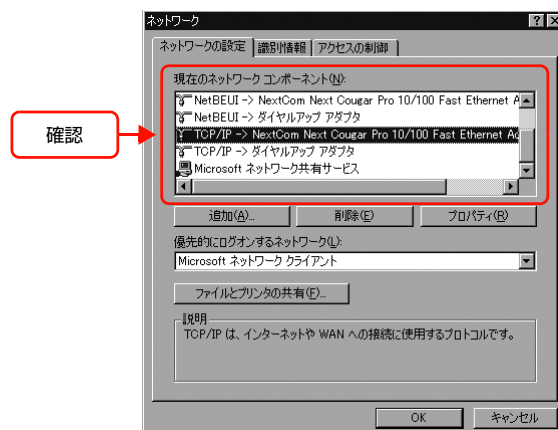 ネットワーク
ネットワークの設定 識別情報 アクセスの制御
現在のネットワーク コンポーネント(N):
NetBEUI -> NextCom Next Cougar Pro 10/100 Fast Ethernet A
NetBEUI -> ダイヤルアップ アダプタ
確認
TCP/IP -> NextCom Next Cougar Pro 10/100 Fast Ethernet Ad
TCP/IP -> ダイヤルアップ アダプタ
Microsoft ネットワーク共有サービス
追加(A)... 削除(E) プロパティ(R)
優先的にログオンするネットワーク(L):
Microsoft ネットワーク クライアント
ファイルとプリンタの共有(F)...
説明
TCP/IP は、インターネットや WAN への接続に使用するプロトコルです。
OK キャンセル